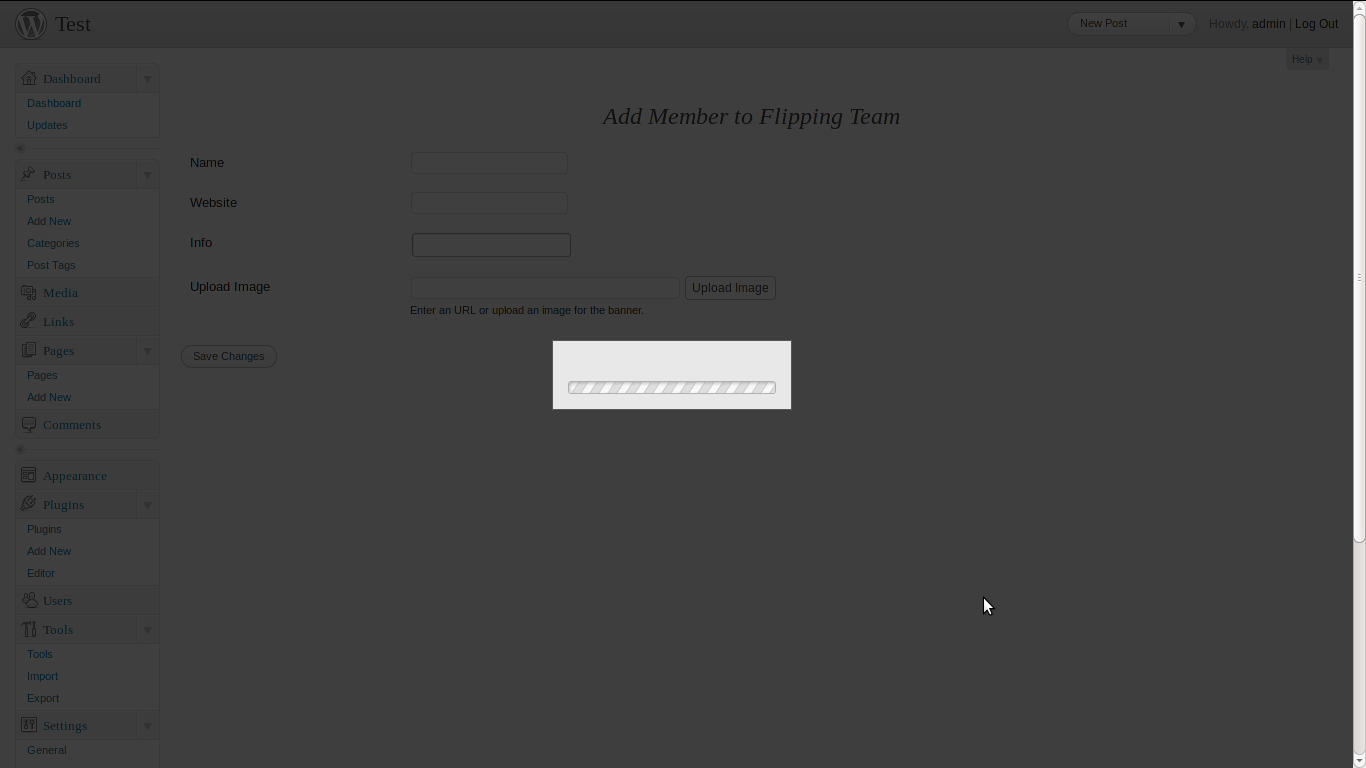 Test
New Post
Howdy, admin | Log Out
Help
Dashboard
Dashboard
Updates
Posts
Posts
Add New
Categories
Post Tags
Media
Links
Pages
Pages
Add New
Comments
Appearance
Plugins
Plugins
Add New
Editor
Users
Tools
Tools
Import
Export
Settings
General
Add Member to Flipping Team
Name
Website
Info
Upload Image
Upload Image
Enter an URL or upload an image for the banner.
Save Changes